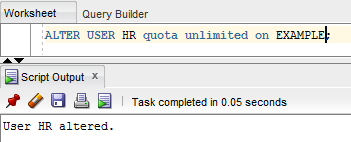 Worksheet Query Builder
ALTER USER HR quota unlimited on EXAMPLE;
Script Output x
Task completed in 0.05 seconds
User HR altered.